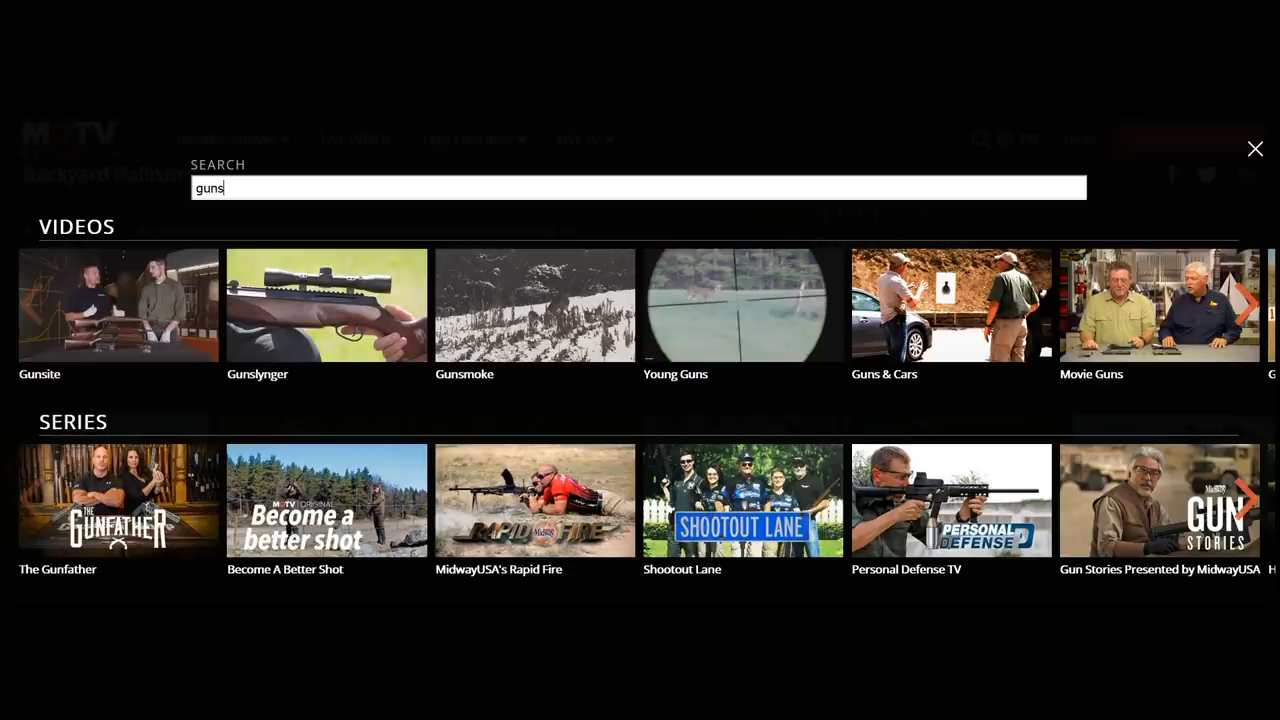 SEARCH
guns
VIDEOS
Gunsite
Gunslynger
Gunsmoke
Young Guns
Guns & Cars
Movie Guns
G
SERIES
THE
GUNFATHER
MOTV ORIGINAL
Become a
better shot
RAPID FIRE
SHOOTOUT LANE
PERSONAL
DEFENSE
Midway
GUN
STORIES
The Gunfather
Become A Better Shot
MidwayUSA's Rapid Fire
Shootout Lane
Personal Defense TV
Gun Stories Presented by MidwayUSA
H